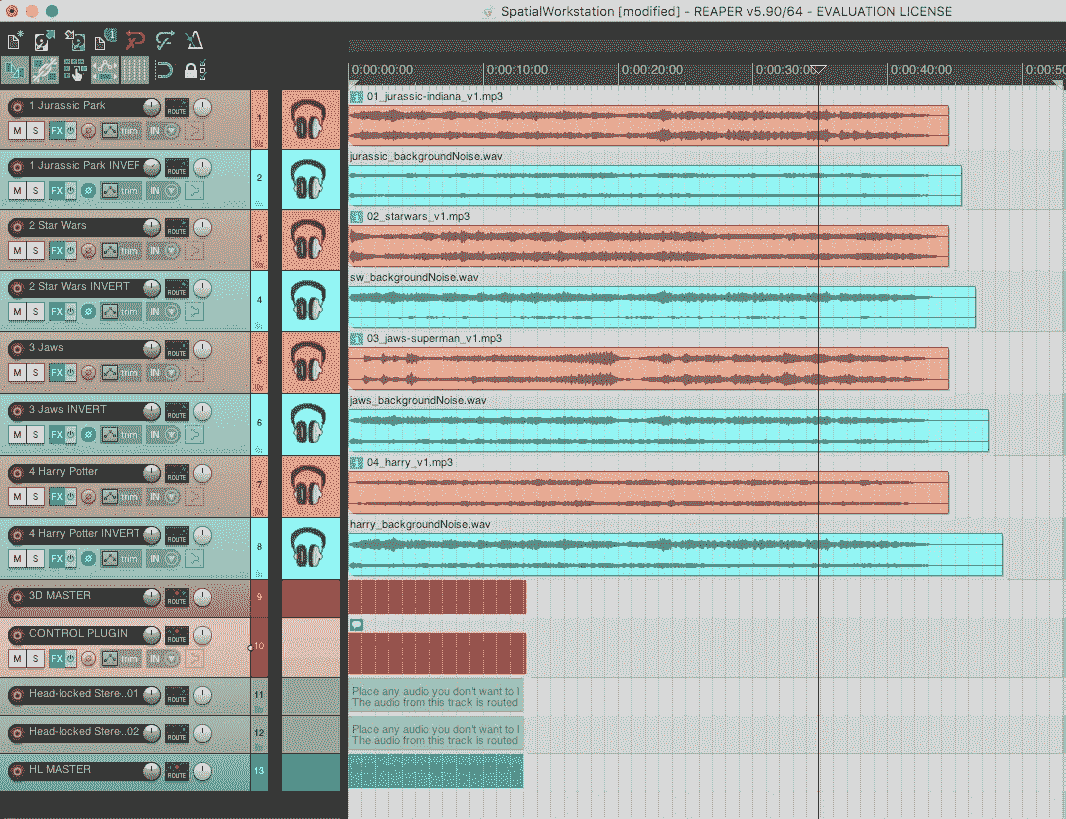 SpatialWorkstation [modified] - REAPER v5.90/64 - EVALUATION LICENSE
0:00:00:00 0:00:10:00 0:00:20:00 0:00:30:0 0:00:40:00 0:00:50
1 Jurassic Park ROUTE 1 01_jurassic-indiana_v1.mp3
M S FX trim IN
1 Jurassic Park INVER ROUTE 2 jurassic_backgroundNoise.wav
M S FX trim IN
2 Star Wars ROUTE 3 02_starwars_v1.mp3
M S FX trim IN
2 Star Wars INVERT ROUTE 4 sw_backgroundNoise.wav
M S FX trim IN
3 Jaws ROUTE 5 03_jaws-superman_v1.mp3
M S FX trim IN
3 Jaws INVERT ROUTE 6 jaws_backgroundNoise.wav
M S FX trim IN
4 Harry Potter ROUTE 7 04_harry_v1.mp3
M S FX trim IN
4 Harry Potter INVERT ROUTE 8 harry_backgroundNoise.wav
M S FX trim IN
3D MASTER ROUTE 9
CONTROL PLUGIN ROUTE 10
M S FX trim IN
Head-locked Stere..01 ROUTE 11 Place any audio you don't want to l
The audio from this track is routed
Head-locked Stere..02 ROUTE 12 Place any audio you don't want to l
The audio from this track is routed
HL MASTER ROUTE 13